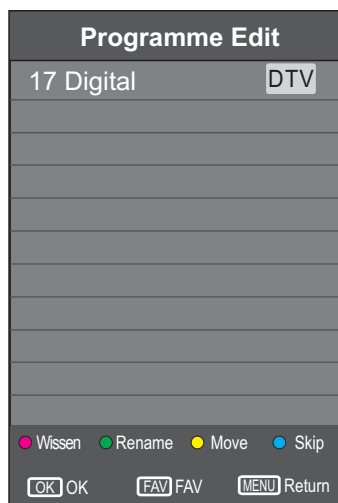 Programme Edit
17 Digital DTV
Wissen Rename Move Skip
OK OK FAV FAV MENU Return